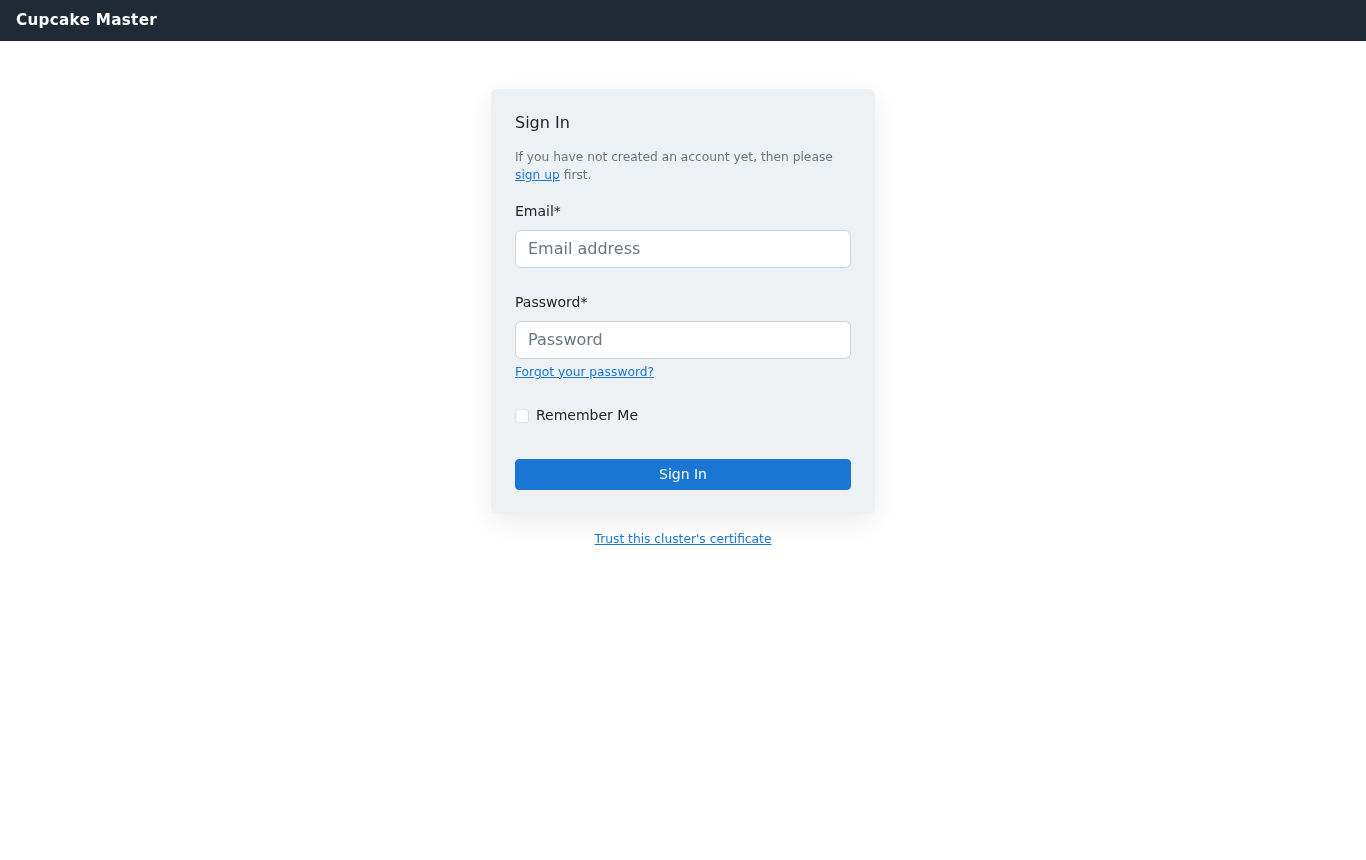 Cupcake Master
Sign In
If you have not created an account yet, then please
sign up first.
Email*
Email address
Password*
Password
Forgot your password?
Remember Me
Sign In
Trust this cluster's certificate